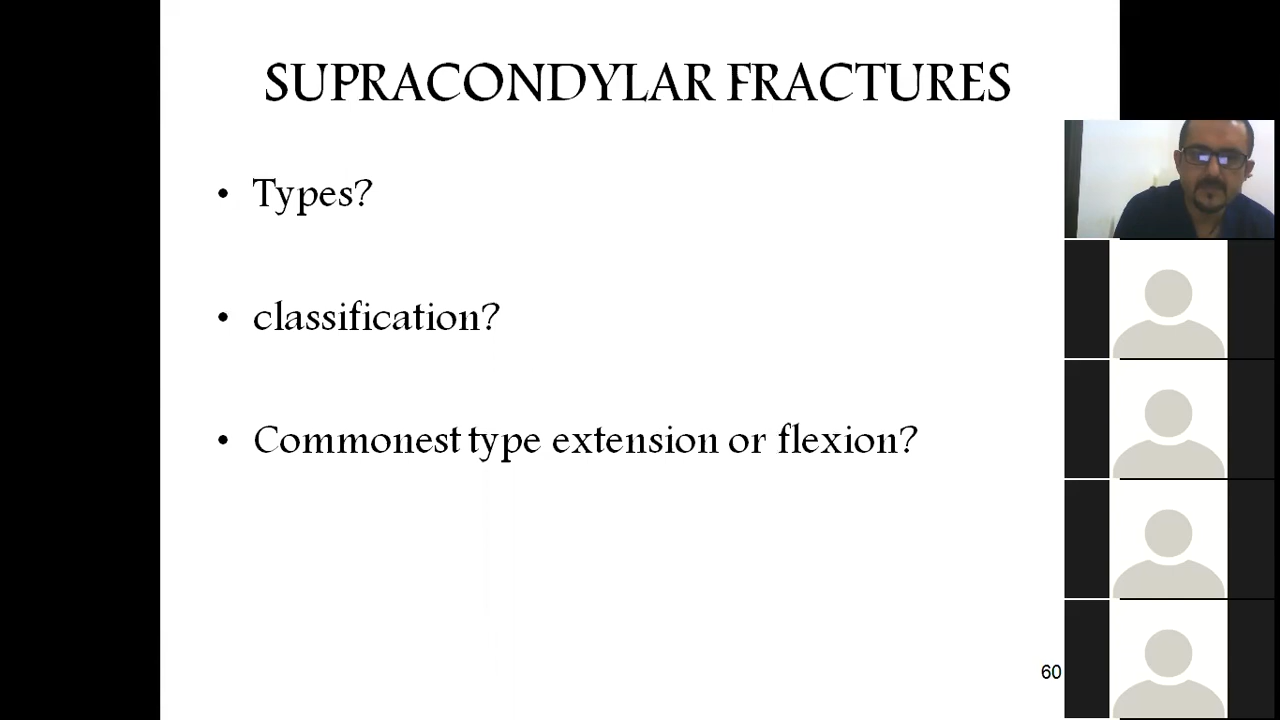 SUPRACONDYLAR FRACTURES
• Types?
• classification?
• Commonest type extension or flexion?
60